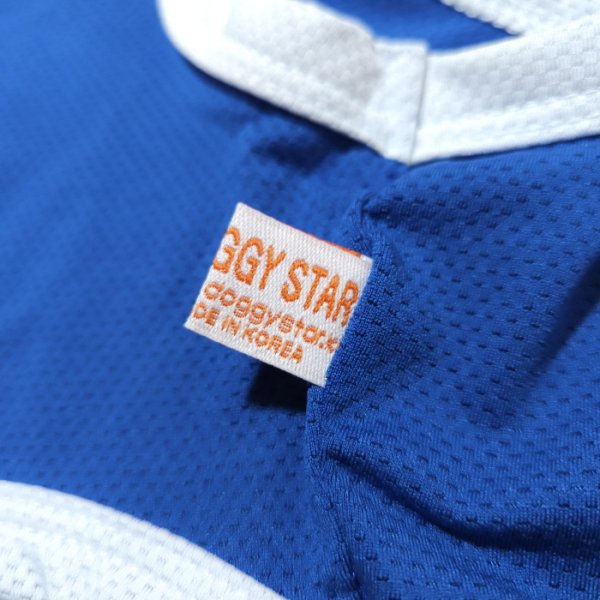 GGY STAR
doggystar.k
DE IN KOREA